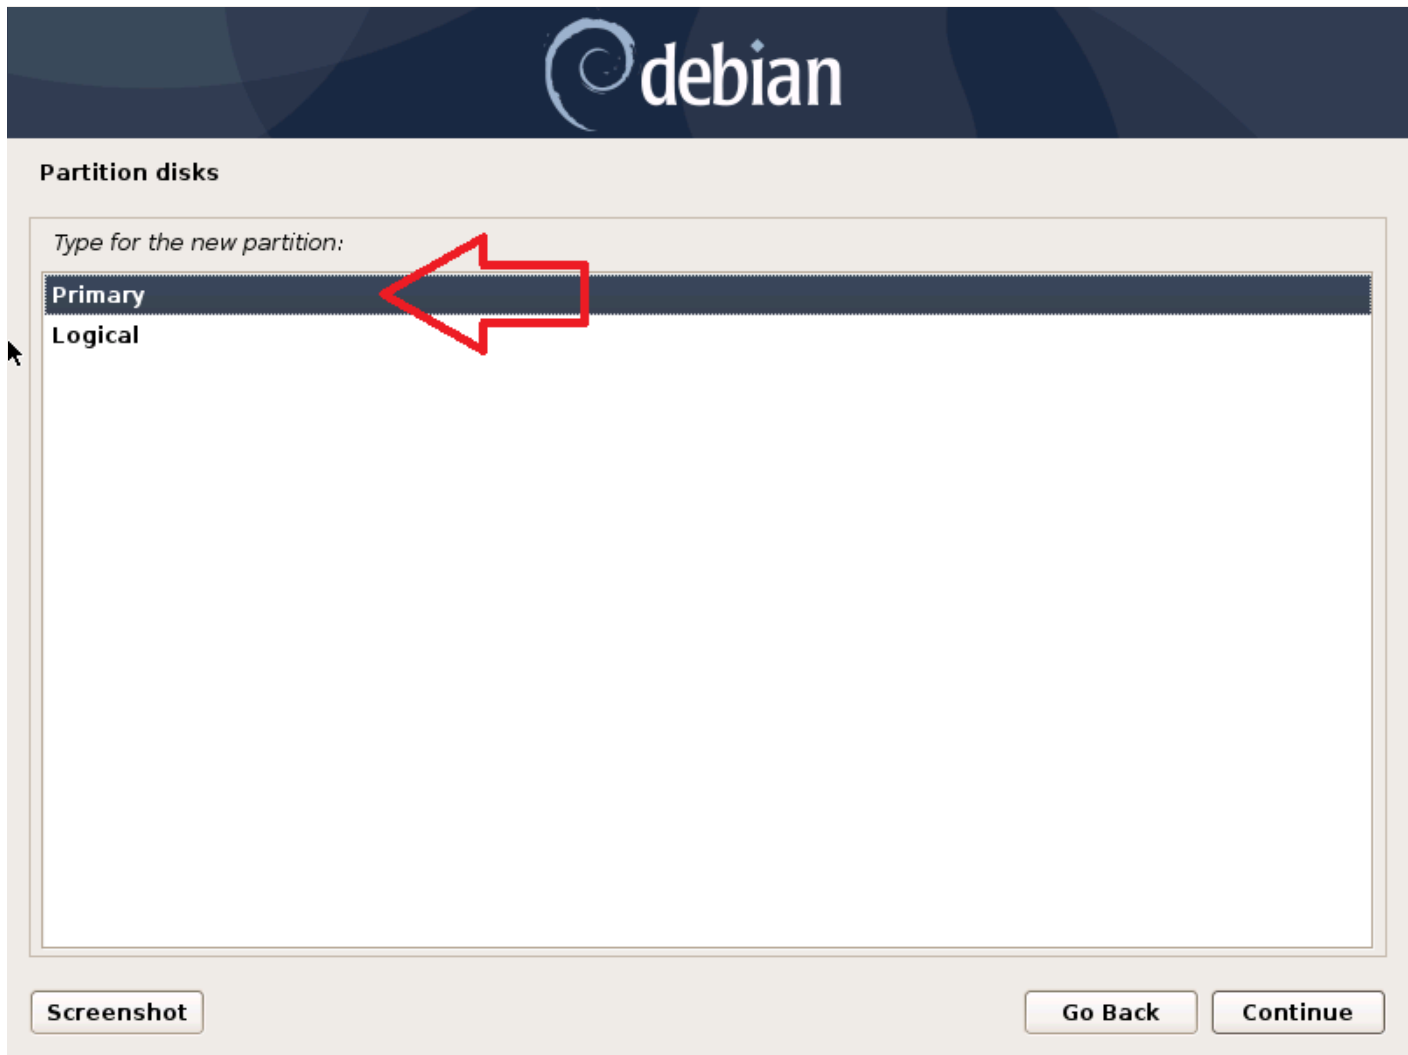 debian
Partition disks
Type for the new partition:
Primary
Logical
Screenshot
Go Back
Continue